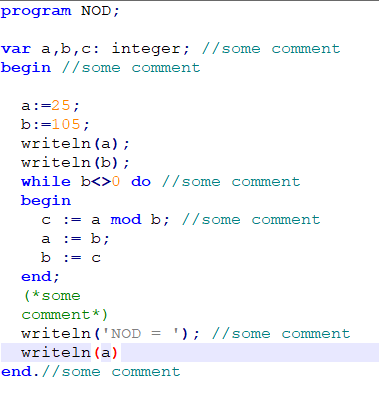 program NOD;
var a,b,c: integer; //some comment
begin //some comment
a:=25;
b:=105;
writeln(a);
writeln(b);
while b<>0 do //some comment
begin
c := a mod b; //some comment
a := b;
b := c
end;
(*some
comment*)
writeln('NOD = '); //some comment
writeln(a)
end.//some comment